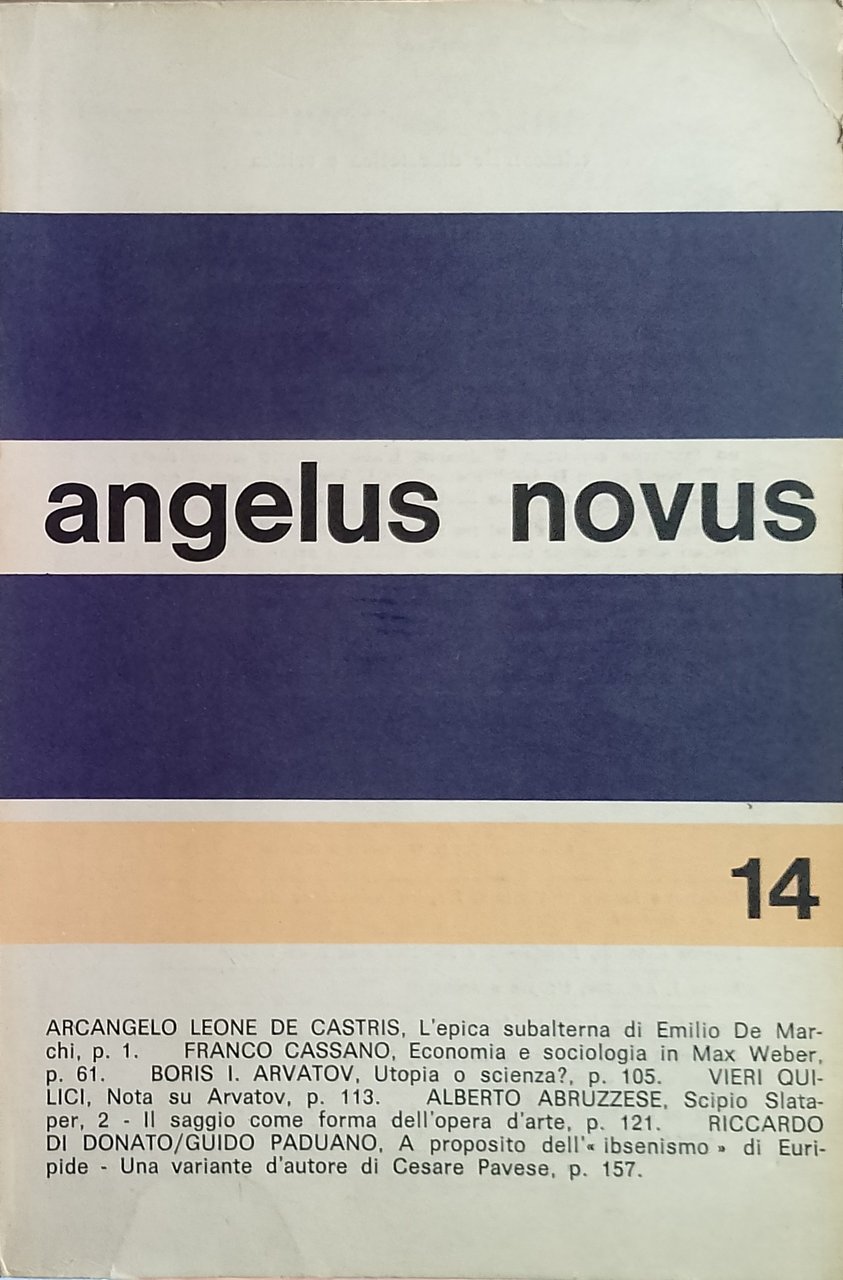 angelus novus
14
ARCANGELO LEONE DE CASTRIS, L'epica subalterna di Emilio De Mar-
chi, p. 1. FRANCO CASSANO, Economia e sociologia in Max Weber,
p. 61. BORIS I. ARVATOV, Utopia o scienza?, p. 105. VIERI QUI-
LICI, Nota su Arvatov, p. 113. ALBERTO ABRUZZESE, Scipio Slata-
per, 2 - Il saggio come forma dell'opera d'arte, p. 121. RICCARDO
DI DONATO/GUIDO PADUANO, A proposito dell'« ibsenismo » di Euri-
pide - Una variante d'autore di Cesare Pavese, p. 157.